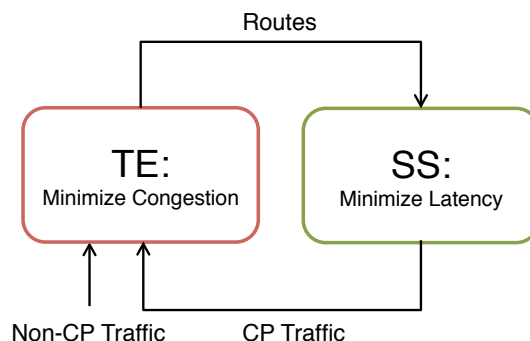 Routes
TE:
Minimize Congestion
SS:
Minimize Latency
Non-CP Traffic
CP Traffic